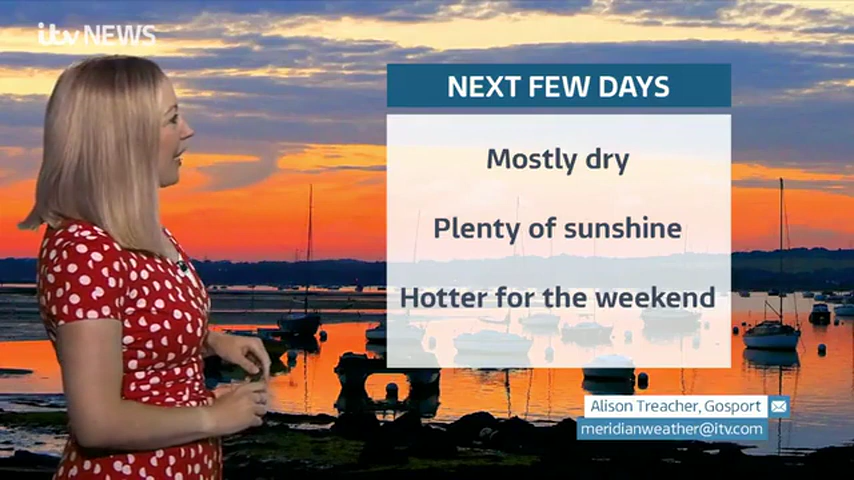 itv NEWS
NEXT FEW DAYS
Mostly dry
Plenty of sunshine
Hotter for the weekend
Alison Treacher, Gosport
meridianweather@itv.com